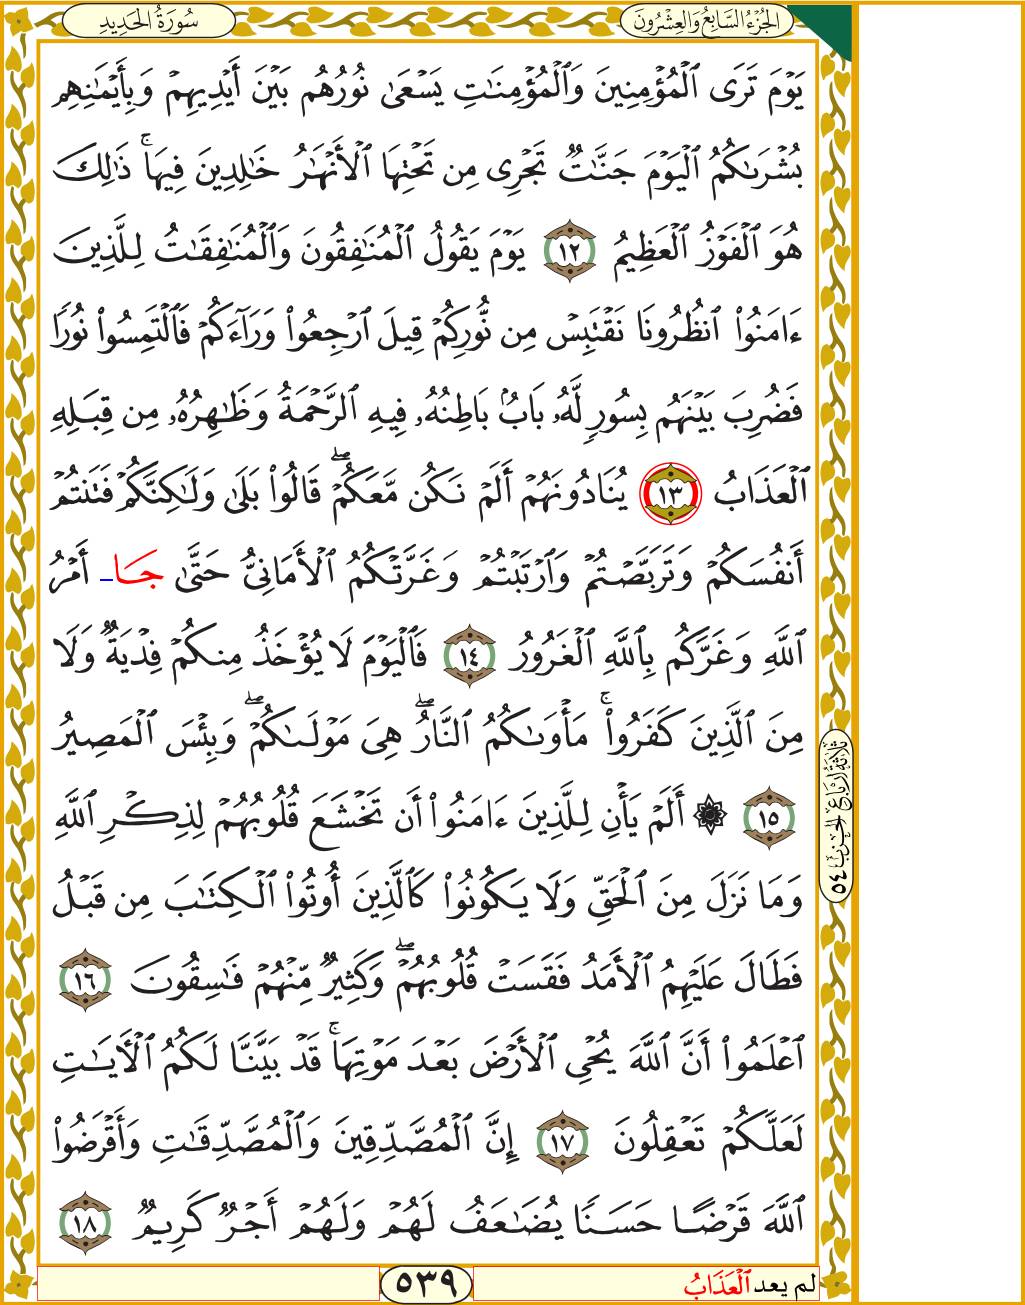 الجُزْءُ السَّابِعُ وَالعِشْرُونَ
سُورَةُ الحَدِيدِ
يَوْمَ تَرَى ٱلْمُؤْمِنِينَ وَٱلْمُؤْمِنَٰتِ يَسْعَىٰ نُورُهُم بَيْنَ أَيْدِيهِمْ وَبِأَيْمَٰنِهِم
بُشْرَىٰكُمُ ٱلْيَوْمَ جَنَّٰتٌ تَجْرِى مِن تَحْتِهَا ٱلْأَنْهَٰرُ خَٰلِدِينَ فِيهَا ۚ ذَٰلِكَ
هُوَ ٱلْفَوْزُ ٱلْعَظِيمُ ١٢ يَوْمَ يَقُولُ ٱلْمُنَٰفِقُونَ وَٱلْمُنَٰفِقَٰتُ لِلَّذِينَ
ءَامَنُوا۟ ٱنظُرُونَا نَقْتَبِسْ مِن نُّورِكُمْ قِيلَ ٱرْجِعُوا۟ وَرَآءَكُمْ فَٱلْتَمِسُوا۟ نُورًا
فَضُرِبَ بَيْنَهُم بِسُورٍ لَّهُۥ بَابٌۢ بَاطِنُهُۥ فِيهِ ٱلرَّحْمَةُ وَظَٰهِرُهُۥ مِن قِبَلِهِ
ٱلْعَذَابُ ١٣ يُنَادُونَهُمْ أَلَمْ نَكُن مَّعَكُمْ ۖ قَالُوا۟ بَلَىٰ وَلَٰكِنَّكُمْ فَتَنتُمْ
أَنفُسَكُمْ وَتَرَبَّصْتُمْ وَٱرْتَبْتُمْ وَغَرَّتْكُمُ ٱلْأَمَانِىُّ حَتَّىٰ جَا أَمْرُ
ٱللَّهِ وَغَرَّكُم بِٱللَّهِ ٱلْغَرُورُ ١٤ فَٱلْيَوْمَ لَا يُؤْخَذُ مِنكُمْ فِدْيَةٌ وَلَا
مِنَ ٱلَّذِينَ كَفَرُوا۟ ۚ مَأْوَىٰكُمُ ٱلنَّارُ ۖ هِىَ مَوْلَىٰكُمْ ۖ وَبِئْسَ ٱلْمَصِيرُ
١٥ ۞ أَلَمْ يَأْنِ لِلَّذِينَ ءَامَنُوٓا۟ أَن تَخْشَعَ قُلُوبُهُمْ لِذِكْرِ ٱللَّهِ
وَمَا نَزَلَ مِنَ ٱلْحَقِّ وَلَا يَكُونُوا۟ كَٱلَّذِينَ أُوتُوا۟ ٱلْكِتَٰبَ مِن قَبْلُ
فَطَالَ عَلَيْهِمُ ٱلْأَمَدُ فَقَسَتْ قُلُوبُهُمْ ۖ وَكَثِيرٌ مِّنْهُمْ فَٰسِقُونَ ١٦
ٱعْلَمُوٓا۟ أَنَّ ٱللَّهَ يُحْىِ ٱلْأَرْضَ بَعْدَ مَوْتِهَا ۚ قَدْ بَيَّنَّا لَكُمُ ٱلْأَيَٰتِ
لَعَلَّكُمْ تَعْقِلُونَ ١٧ إِنَّ ٱلْمُصَّدِّقِينَ وَٱلْمُصَّدِّقَٰتِ وَأَقْرَضُوا۟
ٱللَّهَ قَرْضًا حَسَنًا يُضَٰعَفُ لَهُمْ وَلَهُمْ أَجْرٌ كَرِيمٌ ١٨
ثَلَاثَةُ أَرْبَاعِ الحِزْبِ ٥٤
لم يعد ٱلْعَذَابُ
٥٣٩